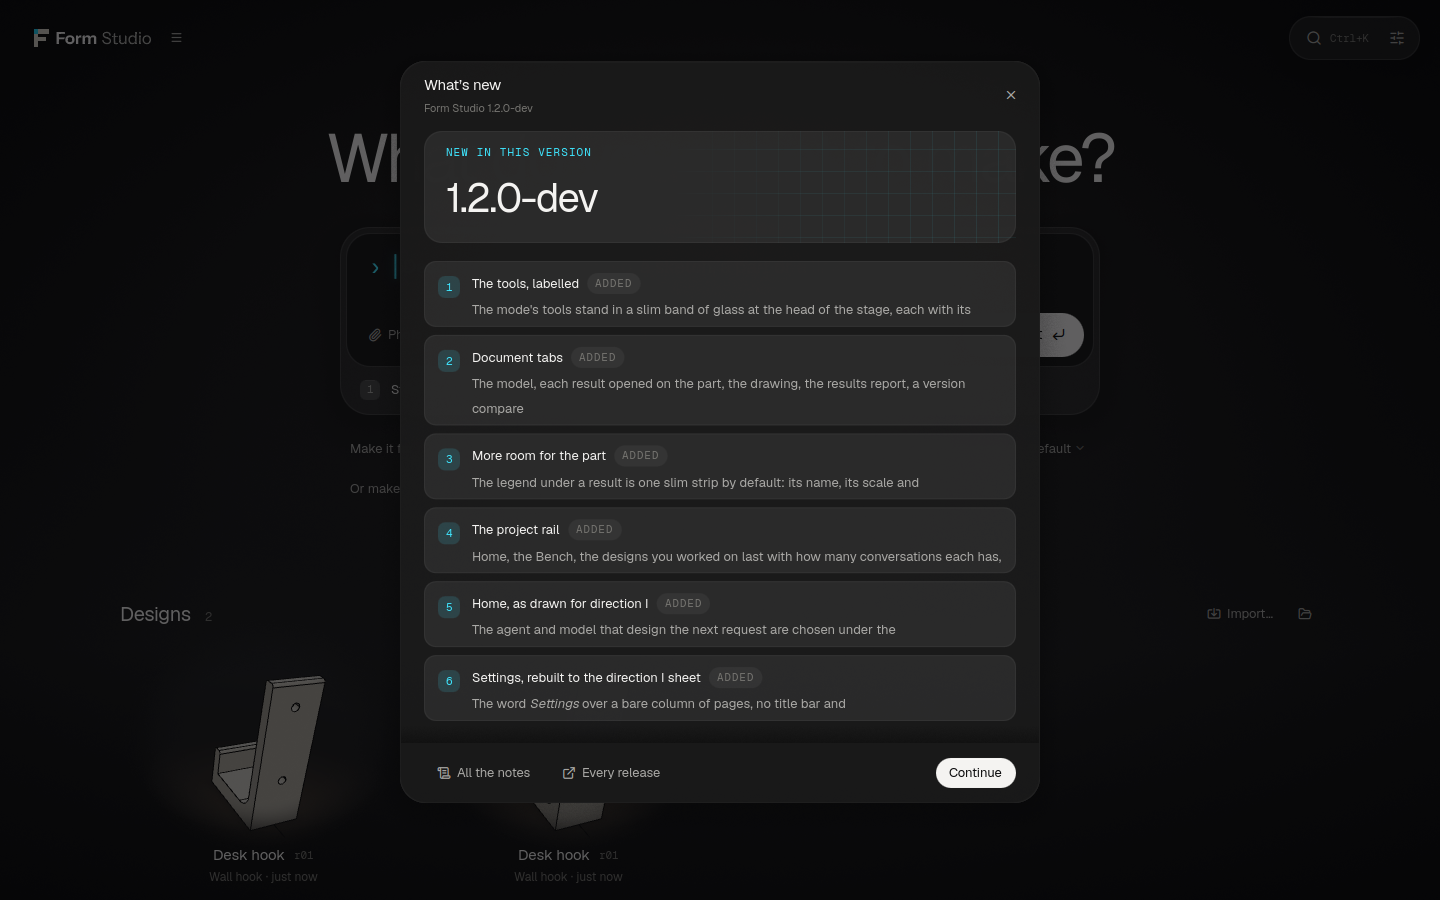 Form Studio
Ctrl+K
What's new
Form Studio 1.2.0-dev
NEW IN THIS VERSION
1.2.0-dev
1
The tools, labelled ADDED
The mode's tools stand in a slim band of glass at the head of the stage, each with its
2
Document tabs ADDED
The model, each result opened on the part, the drawing, the results report, a version
compare
3
More room for the part ADDED
The legend under a result is one slim strip by default: its name, its scale and
4
The project rail ADDED
Home, the Bench, the designs you worked on last with how many conversations each has,
5
Home, as drawn for direction I ADDED
The agent and model that design the next request are chosen under the
6
Settings, rebuilt to the direction I sheet ADDED
The word Settings over a bare column of pages, no title bar and
All the notes
Every release
Continue
1
Make it
Or make
Designs 2
Import...
Desk hook r01
Wall hook · just now
Desk hook r01
Wall hook · just now